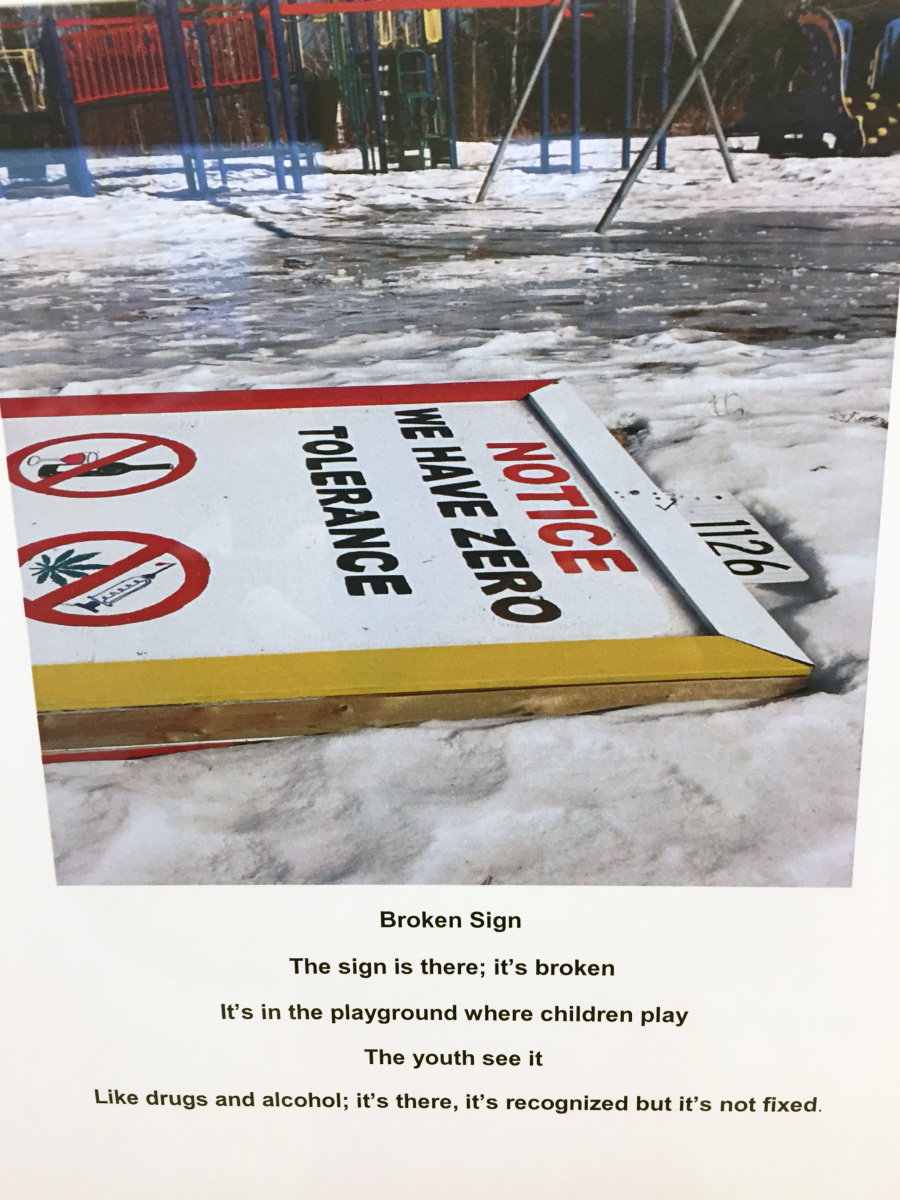 NOTICE
WE HAVE ZERO
TOLERANCE
1126
Broken Sign
The sign is there; it's broken
It's in the playground where children play
The youth see it
Like drugs and alcohol; it's there, it's recognized but it's not fixed.